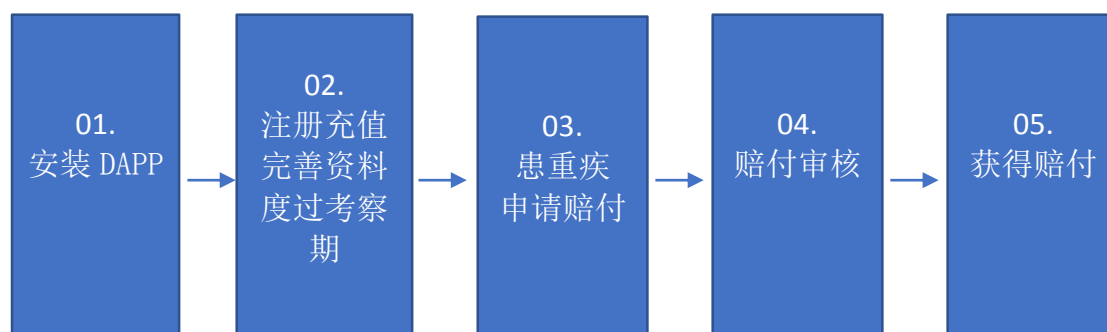 01.
安装 DAPP
02.
注册充值
完善资料
度过考察
期
03.
患重疾
申请赔付
04.
赔付审核
05.
获得赔付